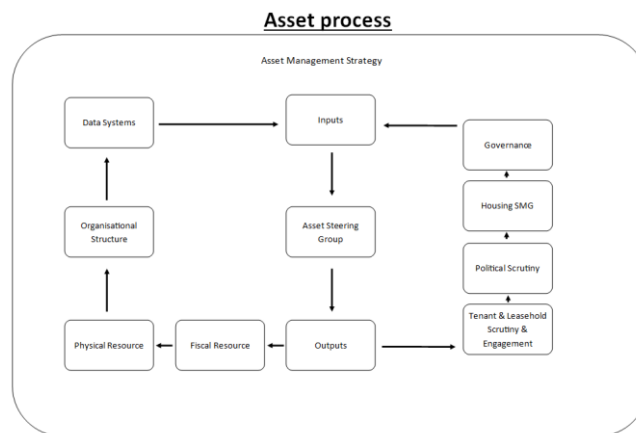 Asset process
Asset Management Strategy
Data Systems
Inputs
Governance
Housing SMG
Organisational
Structure
Asset Steering
Group
Political Scrutiny
Tenant & Leasehold
Scrutiny &
Engagement
Physical Resource
Fiscal Resource
Outputs